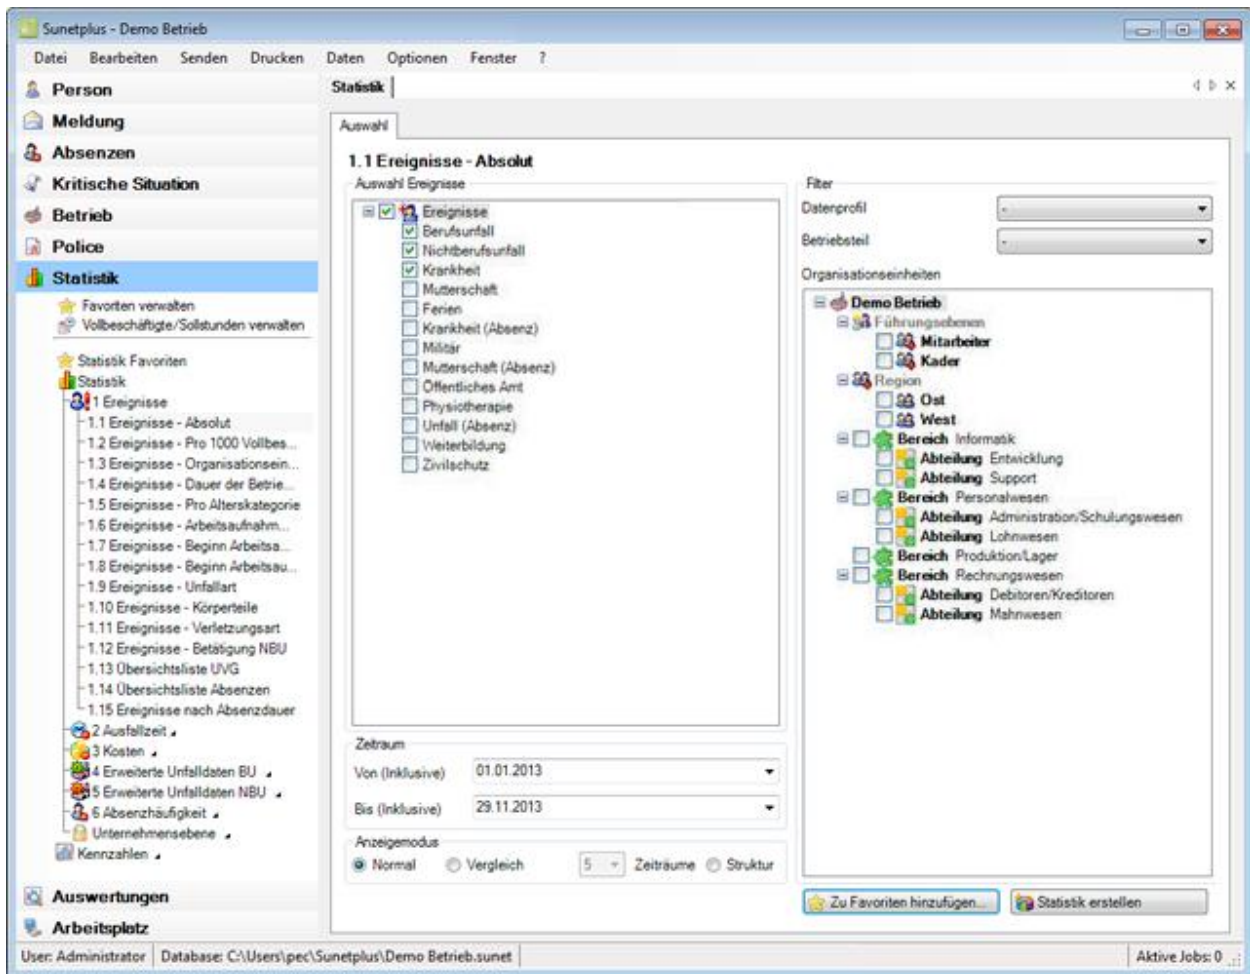 Sunetplus - Demo Betrieb
Datei Bearbeiten Senden Drucken Daten Optionen Fenster ?
Person
Meldung
Absenzen
Kritische Situation
Betrieb
Police
Statistik
Favoriten verwalten
Vollbeschäftigte/Sollstunden verwalten
Statistik Favoriten
Statistik
1 Ereignisse
1.1 Ereignisse - Absolut
1.2 Ereignisse - Pro 1000 Vollbes...
1.3 Ereignisse - Organisationsein...
1.4 Ereignisse - Dauer der Betrie...
1.5 Ereignisse - Pro Alterskategorie
1.6 Ereignisse - Arbeitsaufnahm...
1.7 Ereignisse - Beginn Arbeitsa...
1.8 Ereignisse - Beginn Arbeitsau...
1.9 Ereignisse - Unfallart
1.10 Ereignisse - Körperteile
1.11 Ereignisse - Verletzungsart
1.12 Ereignisse - Betätigung NBU
1.13 Übersichtsliste UVG
1.14 Übersichtsliste Absenzen
1.15 Ereignisse nach Absenzdauer
2 Ausfallzeit
3 Kosten
4 Erweiterte Unfalldaten BU
5 Erweiterte Unfalldaten NBU
6 Absenzhäufigkeit
Unternehmensebene
Kennzahlen
Auswertungen
Arbeitsplatz
Statistik
Auswahl
1.1 Ereignisse - Absolut
Auswahl Ereignisse
Ereignisse
Berufsunfall
Nichtberufsunfall
Krankheit
Mutterschaft
Ferien
Krankheit (Absenz)
Militär
Mutterschaft (Absenz)
Öffentliches Amt
Physiotherapie
Unfall (Absenz)
Weiterbildung
Zivilschutz
Zeitraum
Von (Inklusive) 01.01.2013
Bis (Inklusive) 29.11.2013
Anzeigemodus
Normal Vergleich 5 Zeiträume Struktur
Filter
Datenprofil -
Betriebsteil -
Organisationseinheiten
Demo Betrieb
Führungsebenen
Mitarbeiter
Kader
Region
Ost
West
Bereich Informatik
Abteilung Entwicklung
Abteilung Support
Bereich Personalwesen
Abteilung Administration/Schulungswesen
Abteilung Lohnwesen
Bereich Produktion/Lager
Bereich Rechnungswesen
Abteilung Debitoren/Kreditoren
Abteilung Mahnwesen
Zu Favoriten hinzufügen... Statistik erstellen
User: Administrator Database: C:\Users\pec\Sunetplus\Demo Betrieb.sunet Aktive Jobs: 0